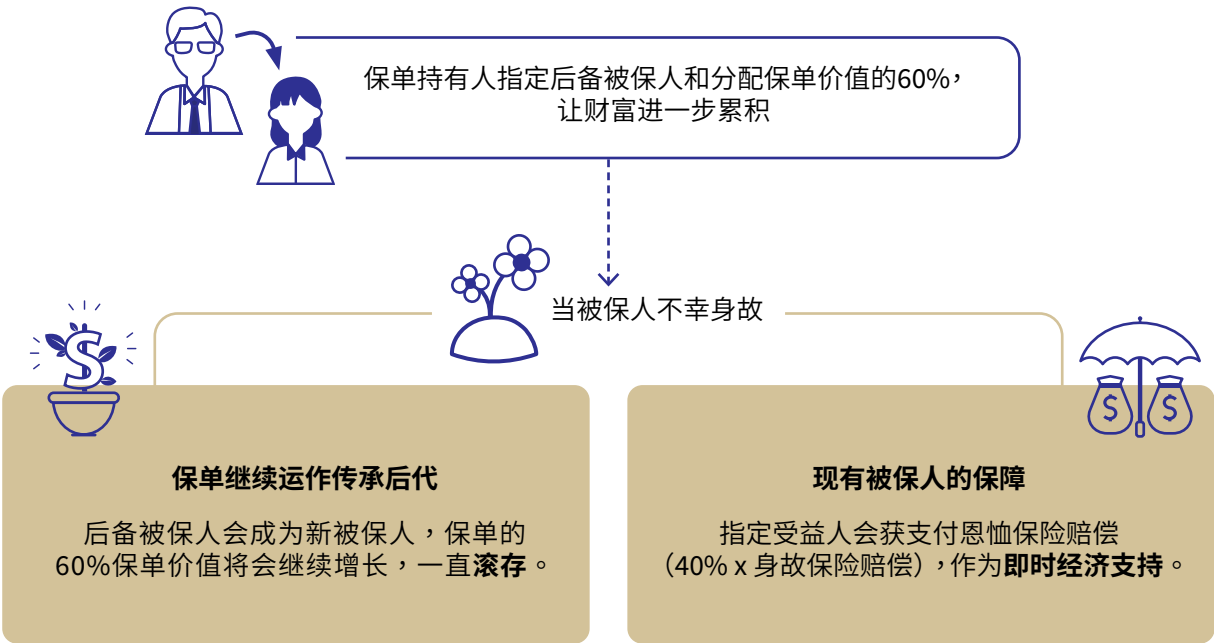 保单持有人指定后备被保人和分配保单价值的60%，
让财富进一步累积
当被保人不幸身故
保单继续运作传承后代
后备被保人会成为新被保人，保单的
60%保单价值将会继续增长，一直滚存。
现有被保人的保障
指定受益人会获支付恩恤保险赔偿
（40% x 身故保险赔偿），作为即时经济支持。